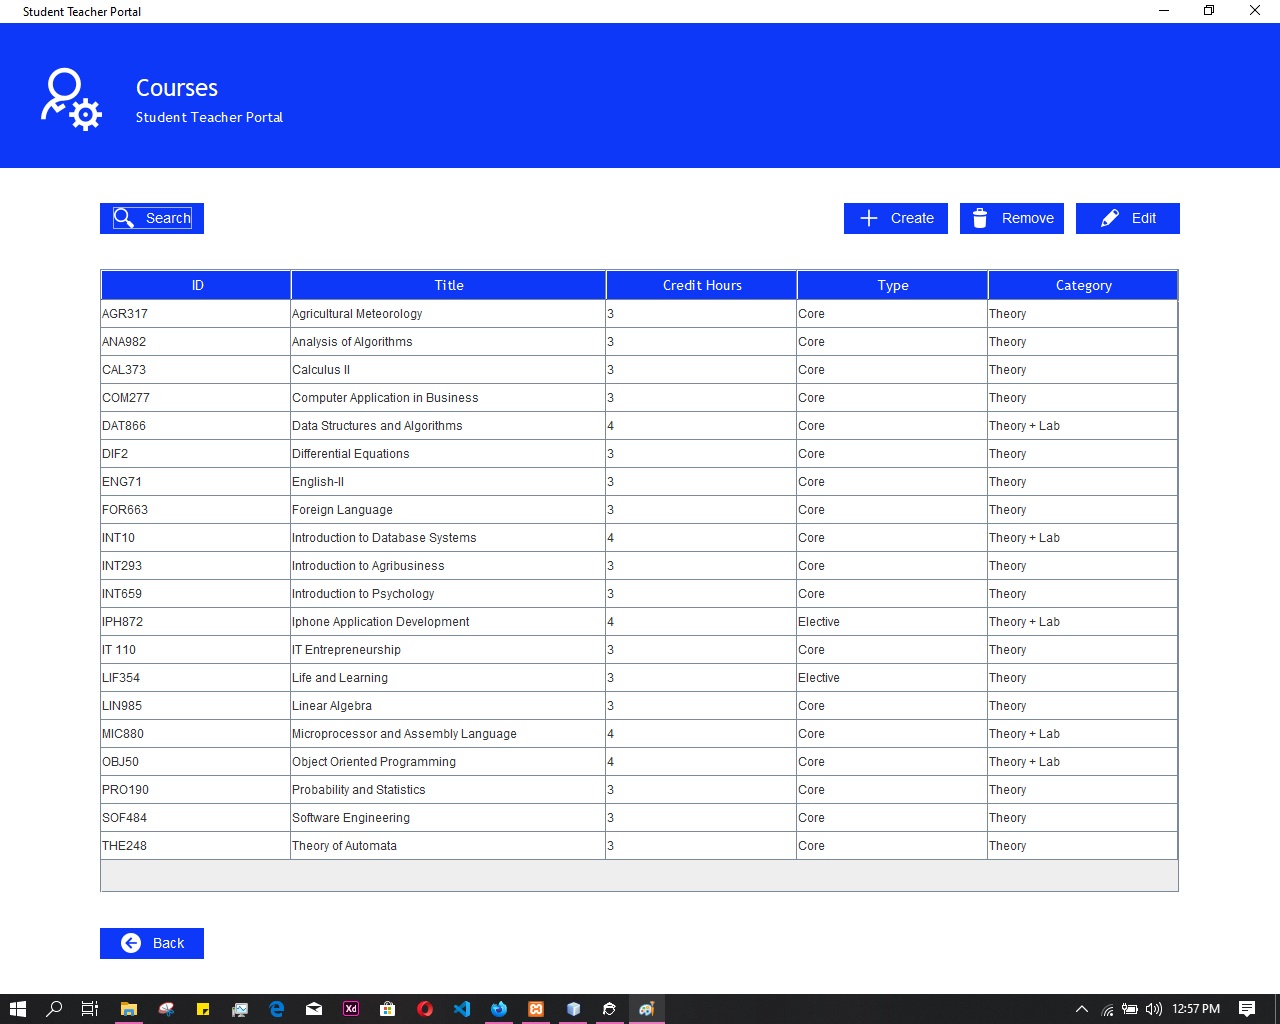 Student Teacher Portal
Courses
Student Teacher Portal
Search Create Remove Edit
ID Title Credit Hours Type Category
AGR317 Agricultural Meteorology 3 Core Theory
ANA982 Analysis of Algorithms 3 Core Theory
CAL373 Calculus II 3 Core Theory
COM277 Computer Application in Business 3 Core Theory
DAT866 Data Structures and Algorithms 4 Core Theory + Lab
DIF2 Differential Equations 3 Core Theory
ENG71 English-II 3 Core Theory
FOR663 Foreign Language 3 Core Theory
INT10 Introduction to Database Systems 4 Core Theory + Lab
INT293 Introduction to Agribusiness 3 Core Theory
INT659 Introduction to Psychology 3 Core Theory
IPH872 Iphone Application Development 4 Elective Theory + Lab
IT 110 IT Entrepreneurship 3 Core Theory
LIF354 Life and Learning 3 Elective Theory
LIN985 Linear Algebra 3 Core Theory
MIC880 Microprocessor and Assembly Language 4 Core Theory + Lab
OBJ50 Object Oriented Programming 4 Core Theory + Lab
PRO190 Probability and Statistics 3 Core Theory
SOF484 Software Engineering 3 Core Theory
THE248 Theory of Automata 3 Core Theory
Back
Xd 12:57 PM